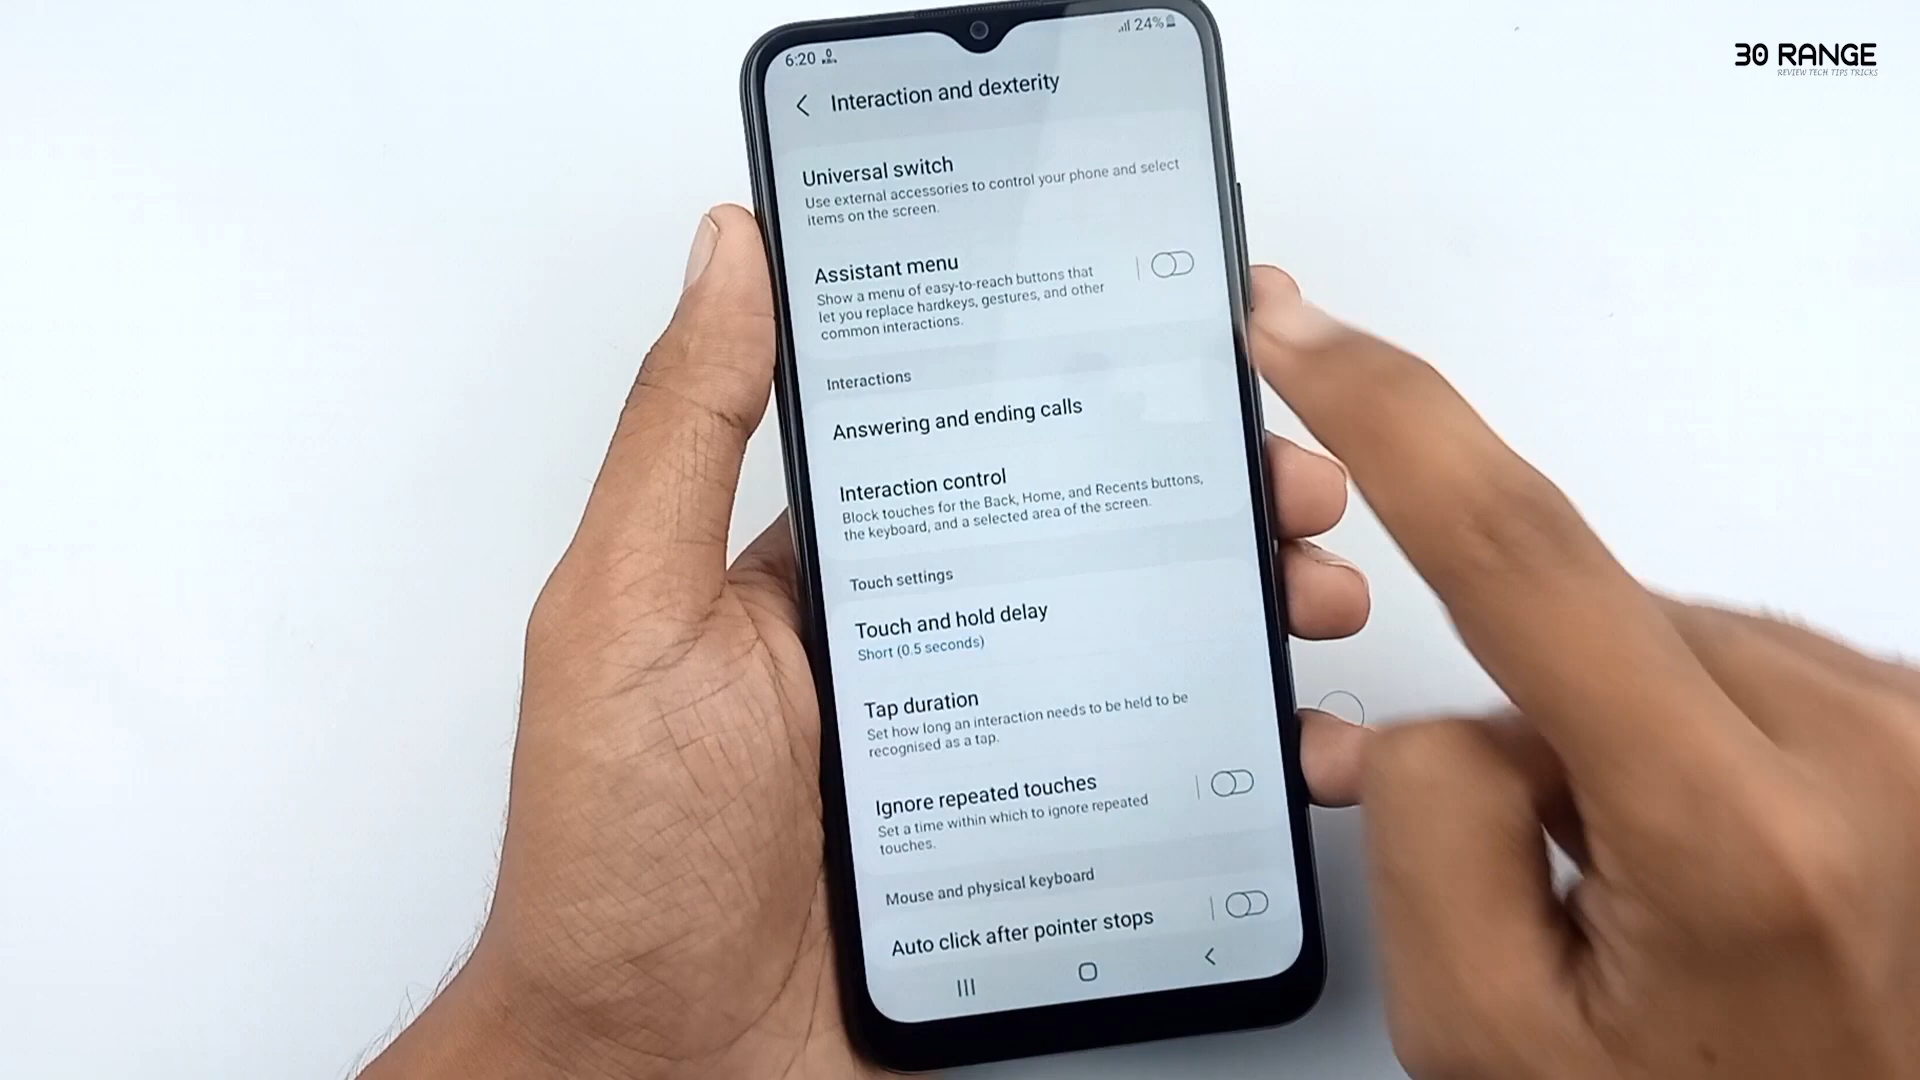 30 RANGE
REVIEW TECH TIPS TRICKS
6:20
24%
Interaction and dexterity
Universal switch
Use external accessories to control your phone and select
items on the screen.
Assistant menu
Show a menu of easy-to-reach buttons that
let you replace hardkeys, gestures, and other
common interactions.
Interactions
Answering and ending calls
Interaction control
Block touches for the Back, Home, and Recents buttons,
the keyboard, and a selected area of the screen.
Touch settings
Touch and hold delay
Short (0.5 seconds)
Tap duration
Set how long an interaction needs to be held to be
recognised as a tap.
Ignore repeated touches
Set a time within which to ignore repeated
touches.
Mouse and physical keyboard
Auto click after pointer stops